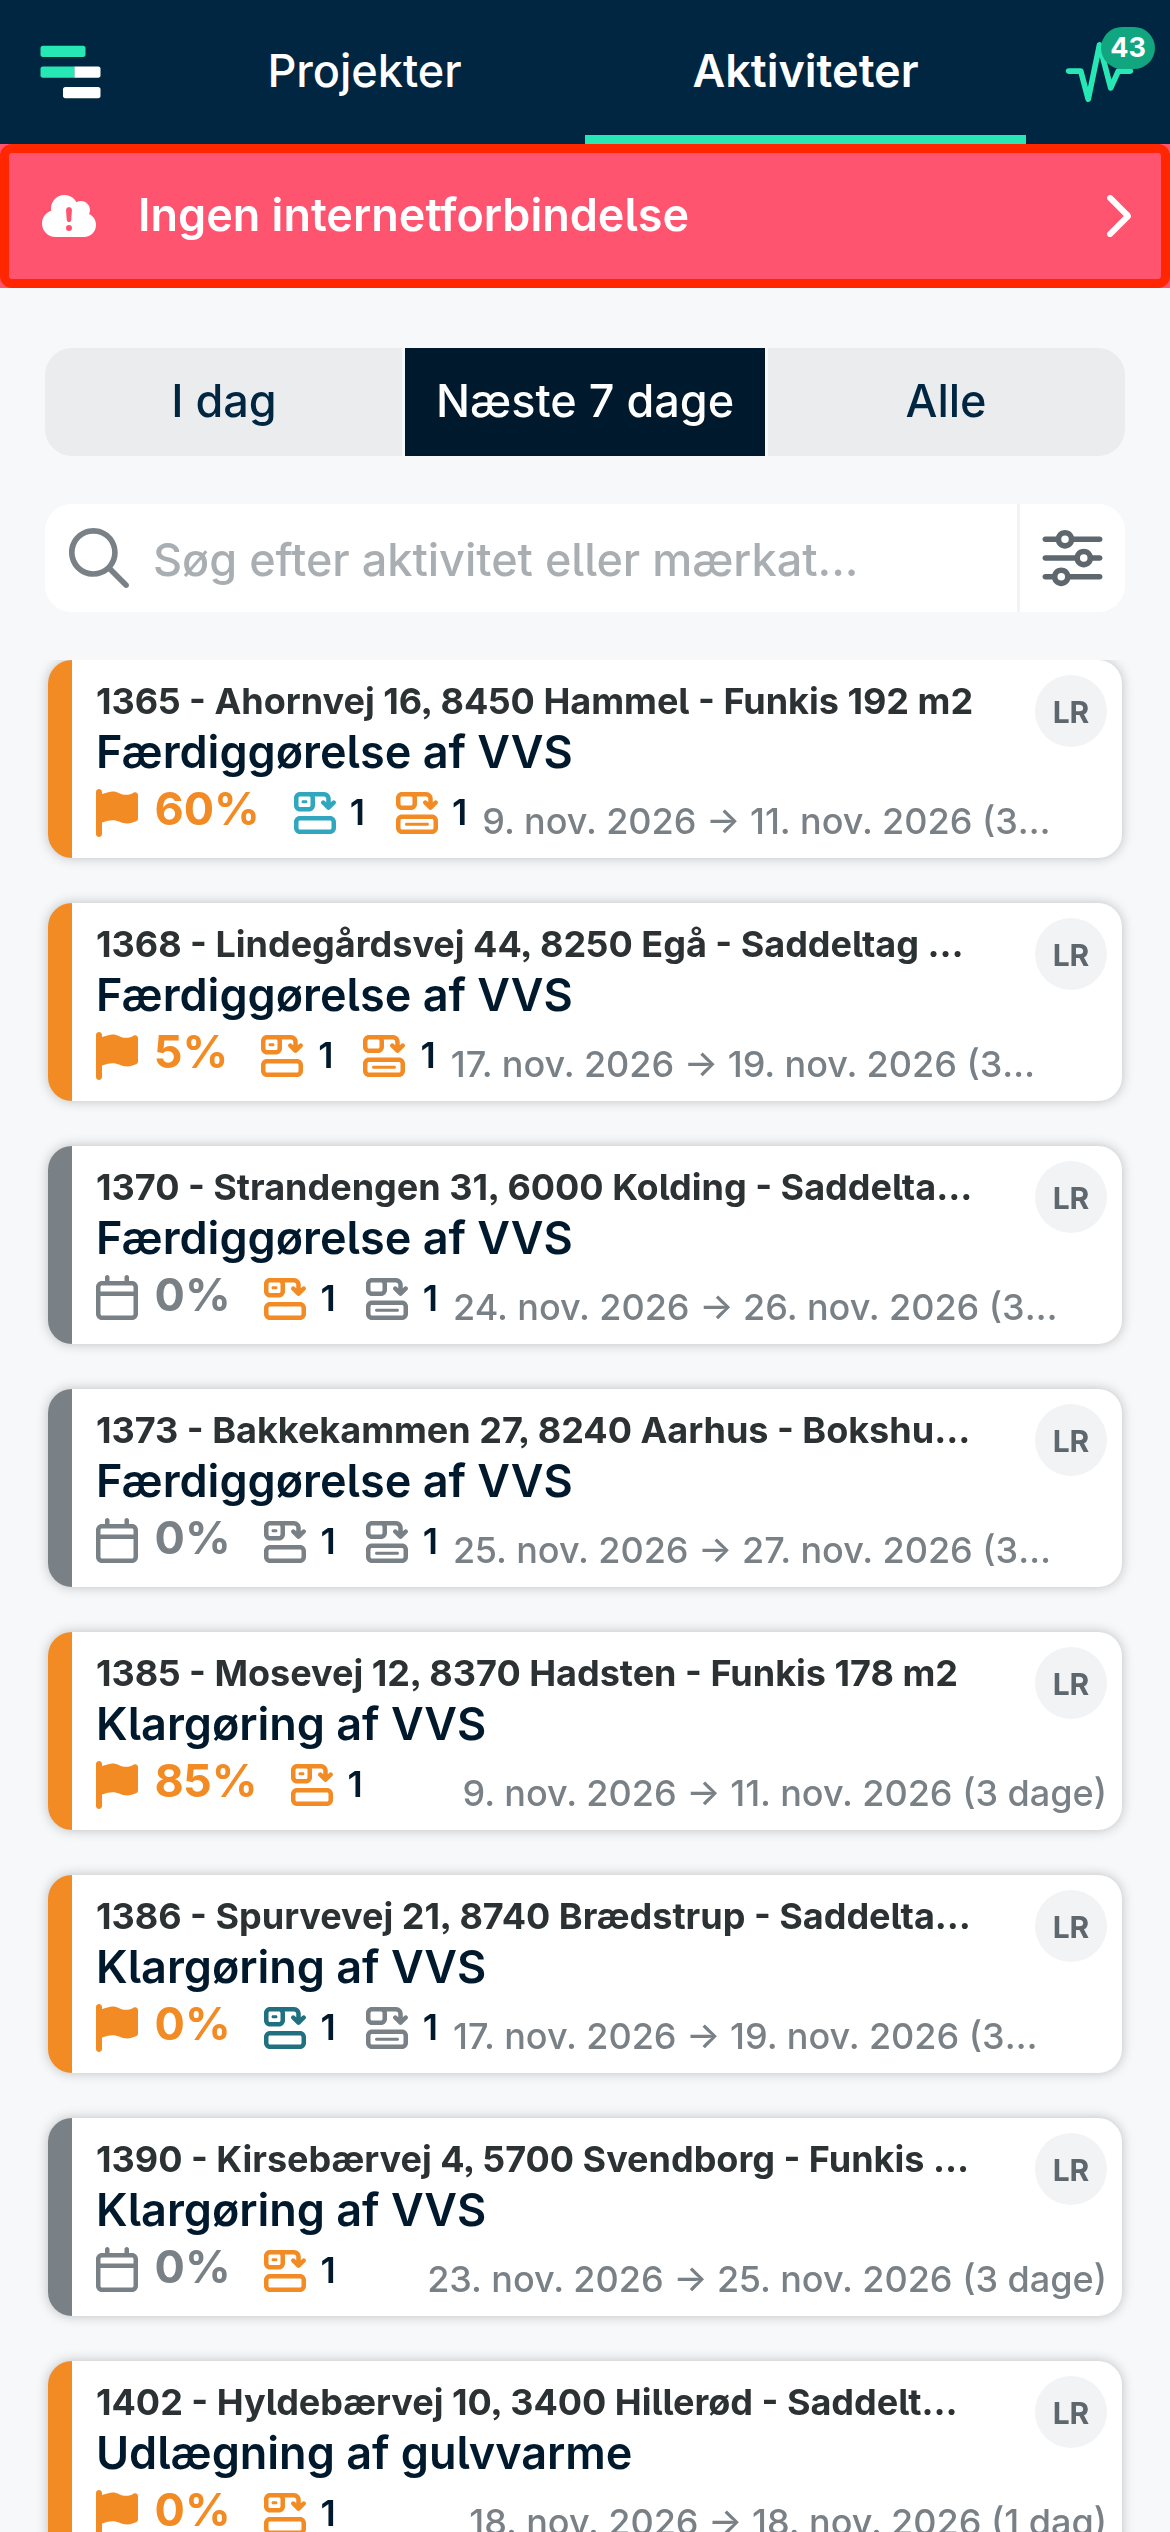 Projekter
Aktiviteter
43
Ingen internetforbindelse
I dag
Næste 7 dage
Alle
Søg efter aktivitet eller mærkat...
1365 - Ahornvej 16, 8450 Hammel - Funkis 192 m2
LR
Færdiggørelse af VVS
60% 1 1 9. nov. 2026 → 11. nov. 2026 (3...
1368 - Lindegårdsvej 44, 8250 Egå - Saddeltag ...
LR
Færdiggørelse af VVS
5% 1 1 17. nov. 2026 → 19. nov. 2026 (3...
1370 - Strandengen 31, 6000 Kolding - Saddelta...
LR
Færdiggørelse af VVS
0% 1 1 24. nov. 2026 → 26. nov. 2026 (3...
1373 - Bakkekammen 27, 8240 Aarhus - Bokshu...
LR
Færdiggørelse af VVS
0% 1 1 25. nov. 2026 → 27. nov. 2026 (3...
1385 - Mosevej 12, 8370 Hadsten - Funkis 178 m2
LR
Klargøring af VVS
85% 1 9. nov. 2026 → 11. nov. 2026 (3 dage)
1386 - Spurvevej 21, 8740 Brædstrup - Saddelta...
LR
Klargøring af VVS
0% 1 1 17. nov. 2026 → 19. nov. 2026 (3...
1390 - Kirsebærvej 4, 5700 Svendborg - Funkis ...
LR
Klargøring af VVS
0% 1 23. nov. 2026 → 25. nov. 2026 (3 dage)
1402 - Hyldebærvej 10, 3400 Hillerød - Saddelt...
LR
Udlægning af gulvvarme
0% 1 18. nov. 2026 → 18. nov. 2026 (1 dag)